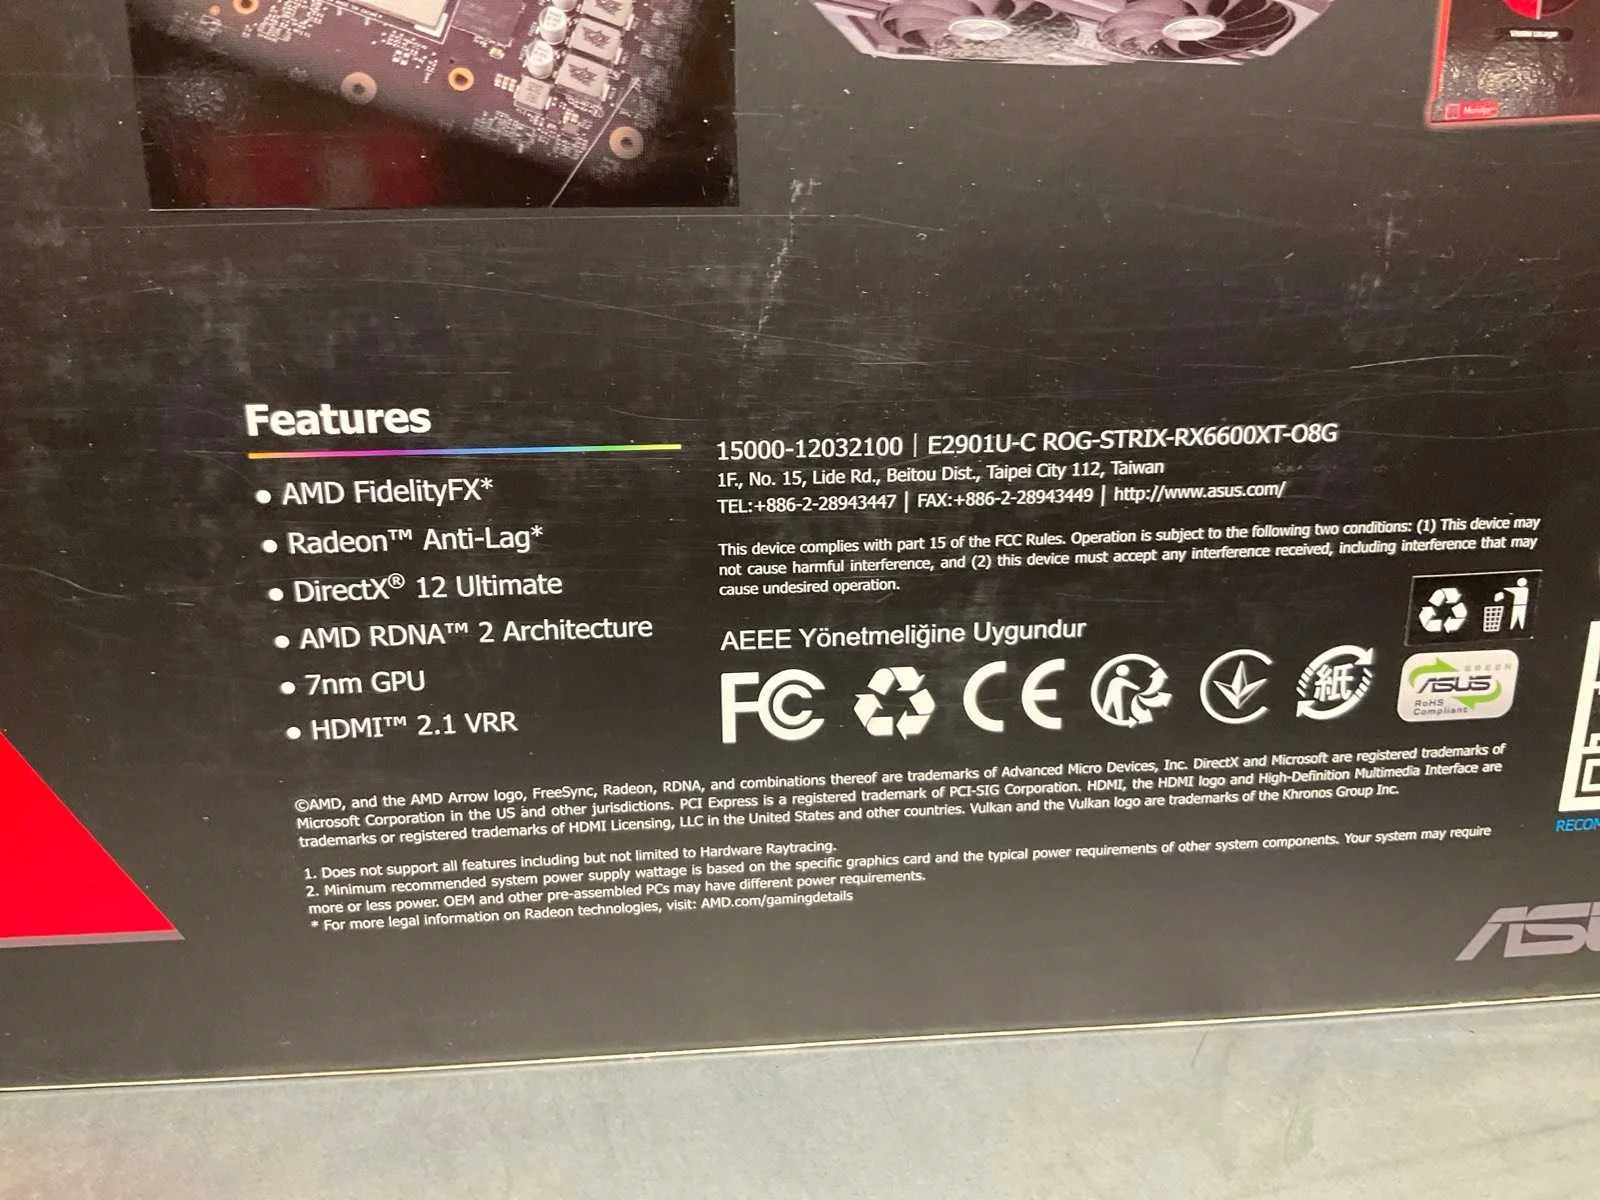 Features
• AMD FidelityFX*
• Radeon™ Anti-Lag*
• DirectX® 12 Ultimate
• AMD RDNA™ 2 Architecture
• 7nm GPU
• HDMI™ 2.1 VRR
15000-12032100 | E2901U-C ROG-STRIX-RX6600XT-O8G
1F., No. 15, Lide Rd., Beitou Dist., Taipei City 112, Taiwan
TEL:+886-2-28943447 | FAX:+886-2-28943449 | http://www.asus.com/
This device complies with part 15 of the FCC Rules. Operation is subject to the following two conditions: (1) This device may
not cause harmful interference, and (2) this device must accept any interference received, including interference that may
cause undesired operation.
AEEE Yönetmeliğine Uygundur
FC CE 紙
GREEN
ASUS
RoHS
Compliant
©AMD, and the AMD Arrow logo, FreeSync, Radeon, RDNA, and combinations thereof are trademarks of Advanced Micro Devices, Inc. DirectX and Microsoft are registered trademarks of
Microsoft Corporation in the US and other jurisdictions. PCI Express is a registered trademark of PCI-SIG Corporation. HDMI, the HDMI logo and High-Definition Multimedia Interface are
trademarks or registered trademarks of HDMI Licensing, LLC in the United States and other countries. Vulkan and the Vulkan logo are trademarks of the Khronos Group Inc.
1. Does not support all features including but not limited to Hardware Raytracing.
2. Minimum recommended system power supply wattage is based on the specific graphics card and the typical power requirements of other system components. Your system may require
more or less power. OEM and other pre-assembled PCs may have different power requirements.
* For more legal information on Radeon technologies, visit: AMD.com/gamingdetails
RECOM
ASU